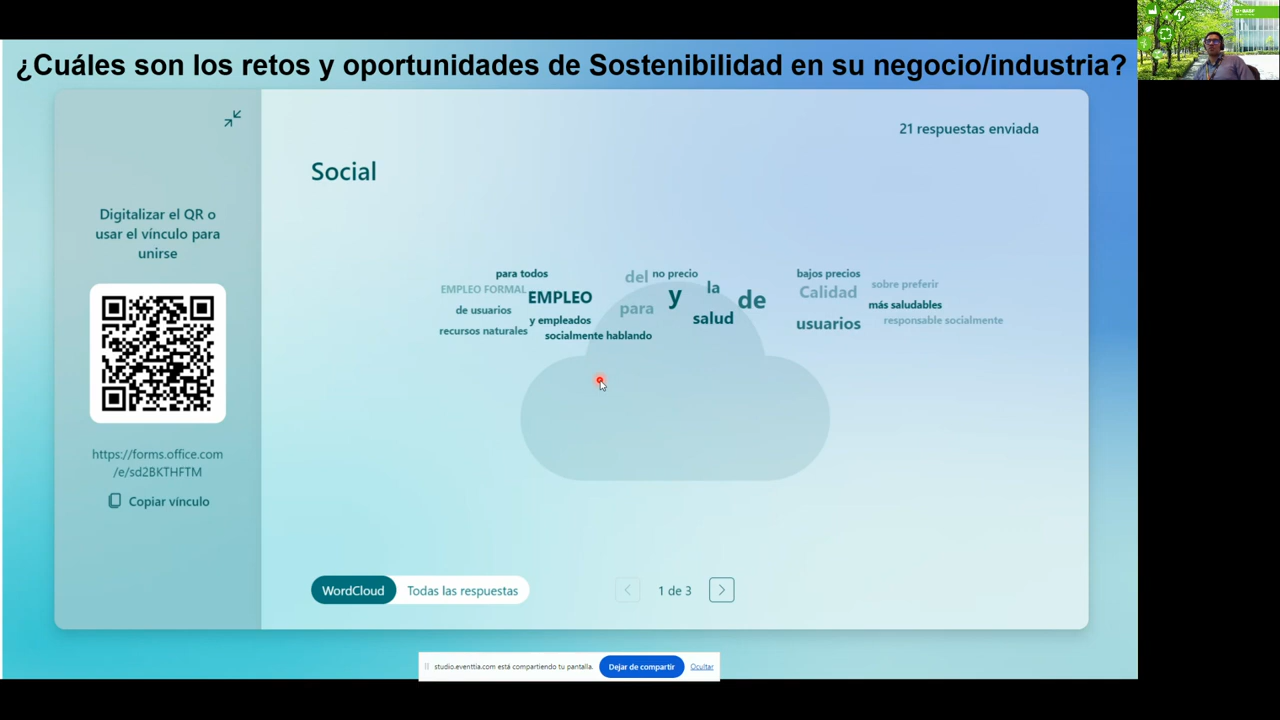 ¿Cuáles son los retos y oportunidades de Sostenibilidad en su negocio/industria?
21 respuestas enviada
Social
Digitalizar el QR o
usar el vínculo para
unirse
https://forms.office.com
/e/sd2BKTHFTM
Copiar vínculo
para todos
EMPLEO FORMAL
EMPLEO
de usuarios
y empleados
recursos naturales
socialmente hablando
del
no precio
para
y
la
de
salud
bajos precios
sobre preferir
Calidad
más saludables
usuarios
responsable socialmente
WordCloud
Todas las respuestas
1 de 3
studio.eventtia.com está compartiendo tu pantalla.
Dejar de compartir
Ocultar